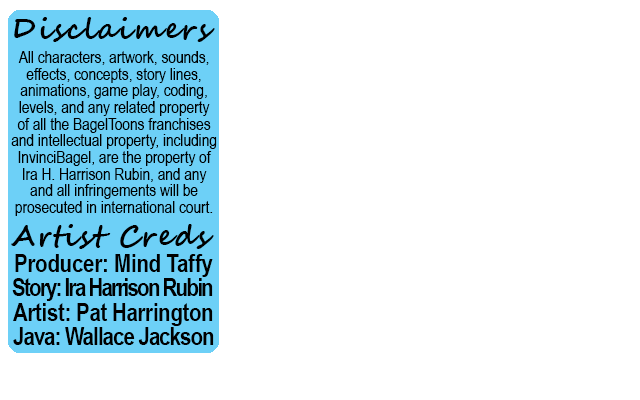 Disclaimers
All characters, artwork, sounds,
effects, concepts, story lines,
animations, game play, coding,
levels, and any related property
of all the BagelToons franchises
and intellectual property, including
InvinciBagel, are the property of
Ira H. Harrison Rubin, and any
and all infringements will be
prosecuted in international court.
Artist Creds
Producer: Mind Taffy
Story: Ira Harrison Rubin
Artist: Pat Harrington
Java: Wallace Jackson